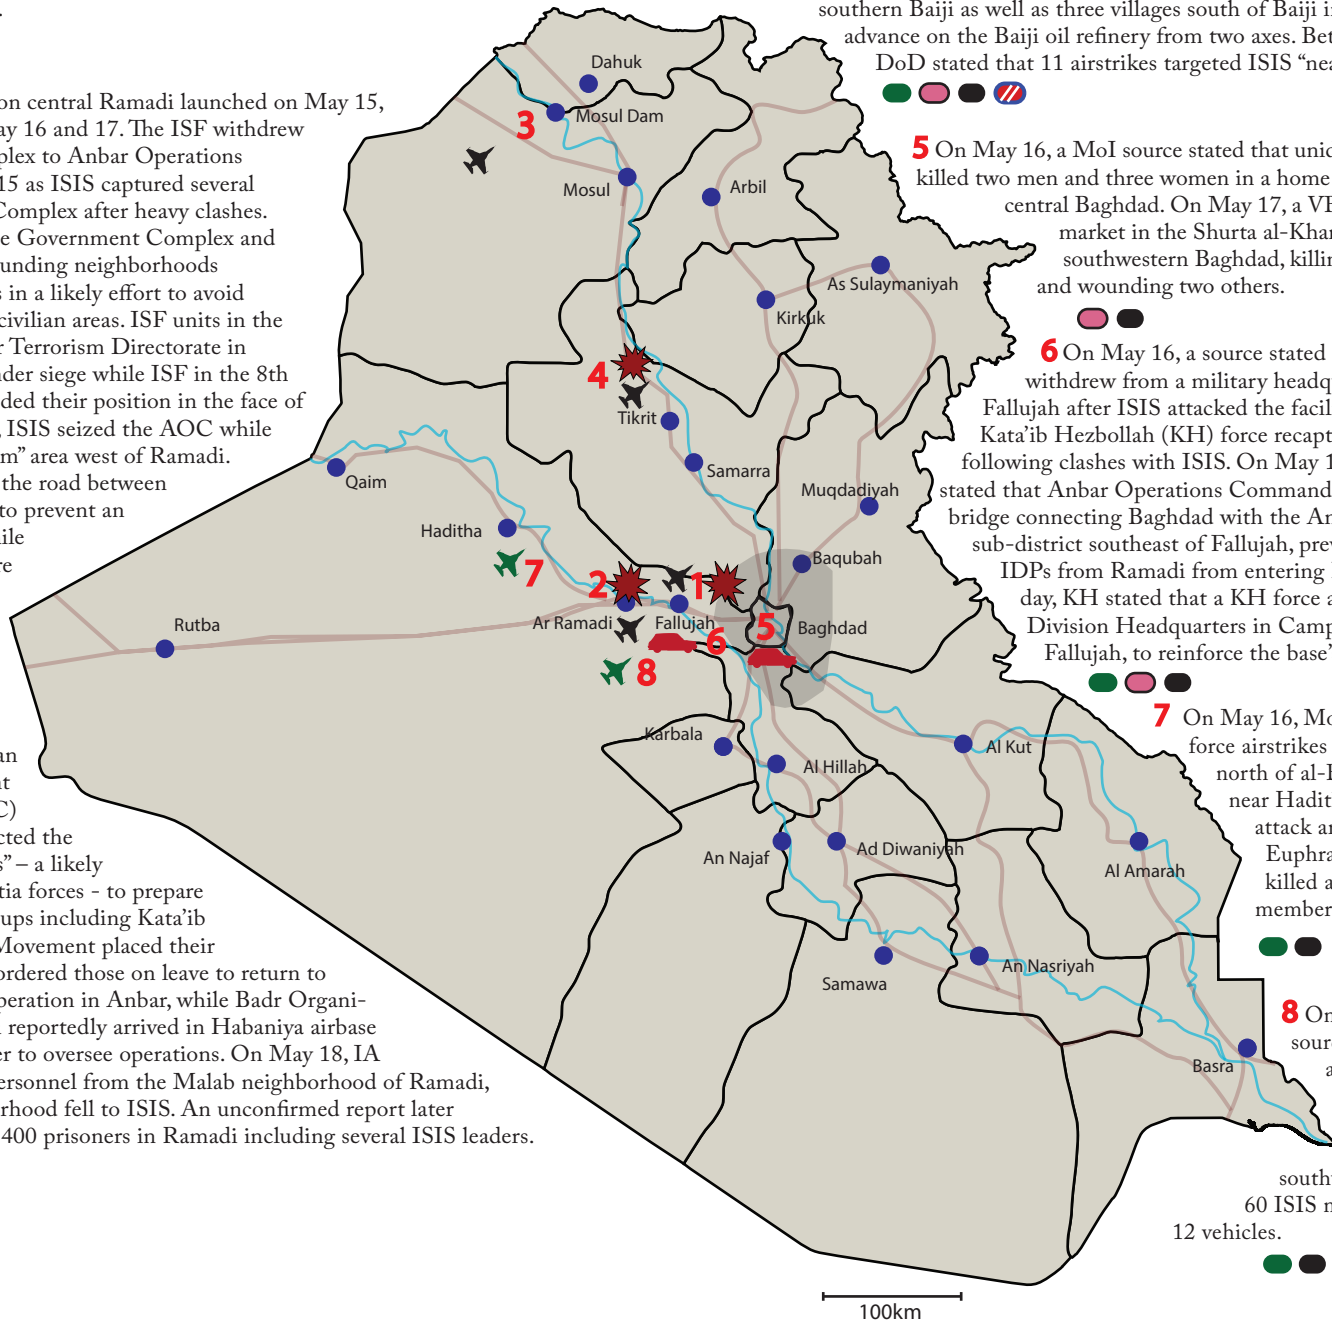 on central Ramadi launched on May 15,
ay 16 and 17. The ISF withdrew
plex to Anbar Operations
15 as ISIS captured several
Complex after heavy clashes.
e Government Complex and
ounding neighborhoods
s in a likely effort to avoid
civilian areas. ISF units in the
r Terrorism Directorate in
nder siege while ISF in the 8th
ded their position in the face of
, ISIS seized the AOC while
m” area west of Ramadi.
the road between
to prevent an
ile
re
an
nt
C)
cted the
s” – a likely
tia forces - to prepare
ups including Kata’ib
Movement placed their
ordered those on leave to return to
peration in Anbar, while Badr Organi-
reportedly arrived in Habaniya airbase
er to oversee operations. On May 18, IA
ersonnel from the Malab neighborhood of Ramadi,
rhood fell to ISIS. An unconfirmed report later
400 prisoners in Ramadi including several ISIS leaders.
Dahuk
Mosul Dam
3
Mosul
Arbil
As Sulaymaniyah
Kirkuk
4
Tikrit
Samarra
Qaim
Muqdadiyah
Haditha
Baqubah
7
2
1
Rutba
Ar Ramadi
Fallujah
5
Baghdad
6
8
Karbala
Al Kut
Al Hillah
An Najaf
Ad Diwaniyah
Al Amarah
An Nasriyah
Samawa
Basra
100km
southern Baiji as well as three villages south of Baiji i
advance on the Baiji oil refinery from two axes. Bet
DoD stated that 11 airstrikes targeted ISIS “nea
5 On May 16, a MoI source stated that unid
killed two men and three women in a home
central Baghdad. On May 17, a VB
market in the Shurta al-Kham
southwestern Baghdad, killin
and wounding two others.
6 On May 16, a source stated
withdrew from a military headq
Fallujah after ISIS attacked the facil
Kata’ib Hezbollah (KH) force recapt
following clashes with ISIS. On May 1
stated that Anbar Operations Command
bridge connecting Baghdad with the Am
sub-district southeast of Fallujah, prev
IDPs from Ramadi from entering
day, KH stated that a KH force a
Division Headquarters in Camp
Fallujah, to reinforce the base’
7 On May 16, Mo
force airstrikes
north of al-B
near Hadit
attack an
Euphra
killed a
member
8 On
sour
a
south
60 ISIS m
12 vehicles.